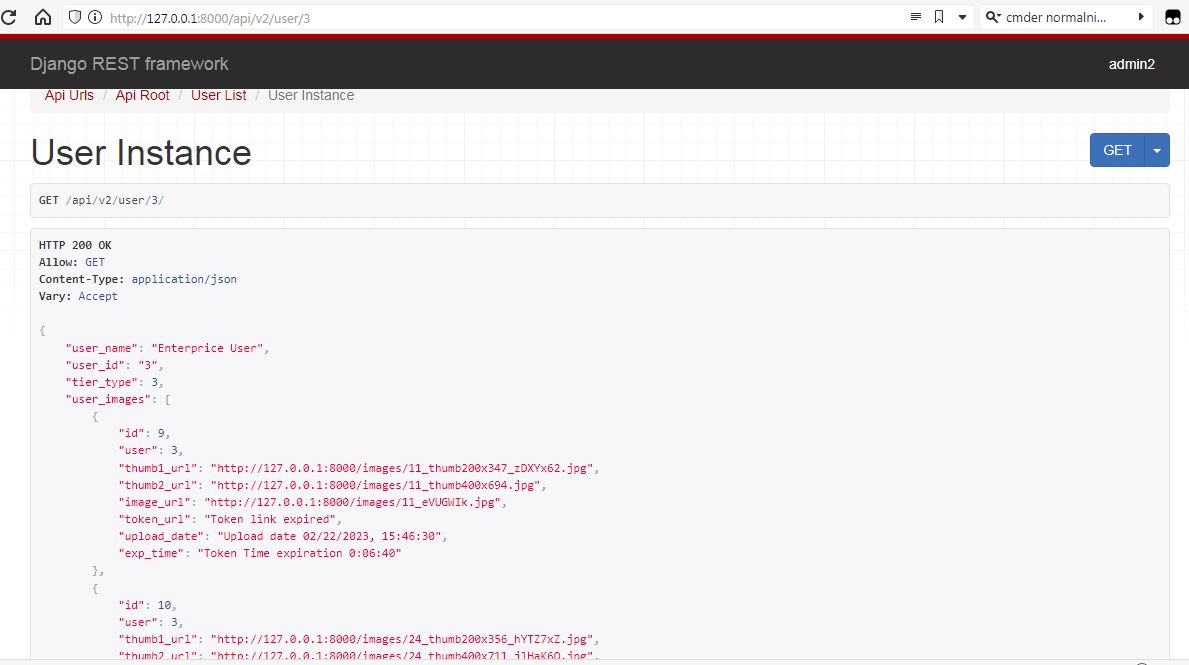 http://127.0.0.1:8000/api/v2/user/3
cmder normalni...
Django REST framework
admin2
Api Urls / Api Root / User List / User Instance
User Instance
GET
GET /api/v2/user/3/
HTTP 200 OK
Allow: GET
Content-Type: application/json
Vary: Accept
{
"user_name": "Enterprice User",
"user_id": "3",
"tier_type": 3,
"user_images": [
{
"id": 9,
"user": 3,
"thumb1_url": "http://127.0.0.1:8000/images/11_thumb200x347_zDXYx62.jpg",
"thumb2_url": "http://127.0.0.1:8000/images/11_thumb400x694.jpg",
"image_url": "http://127.0.0.1:8000/images/11_eVUGWIk.jpg",
"token_url": "Token link expired",
"upload_date": "Upload date 02/22/2023, 15:46:30",
"exp_time": "Token Time expiration 0:06:40"
},
{
"id": 10,
"user": 3,
"thumb1_url": "http://127.0.0.1:8000/images/24_thumb200x356_hYTZ7xZ.jpg",
"thumb2_url": "http://127.0.0.1:8000/images/24_thumb400x711_jlHaK6O.jpg",